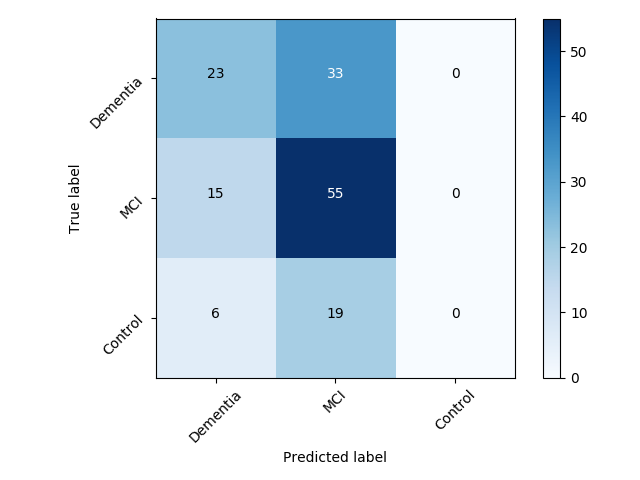 Dementia 23 33 0
MCI 15 55 0
Control 6 19 0
Dementia MCI Control
True label
Predicted label
50
40
30
20
10
0